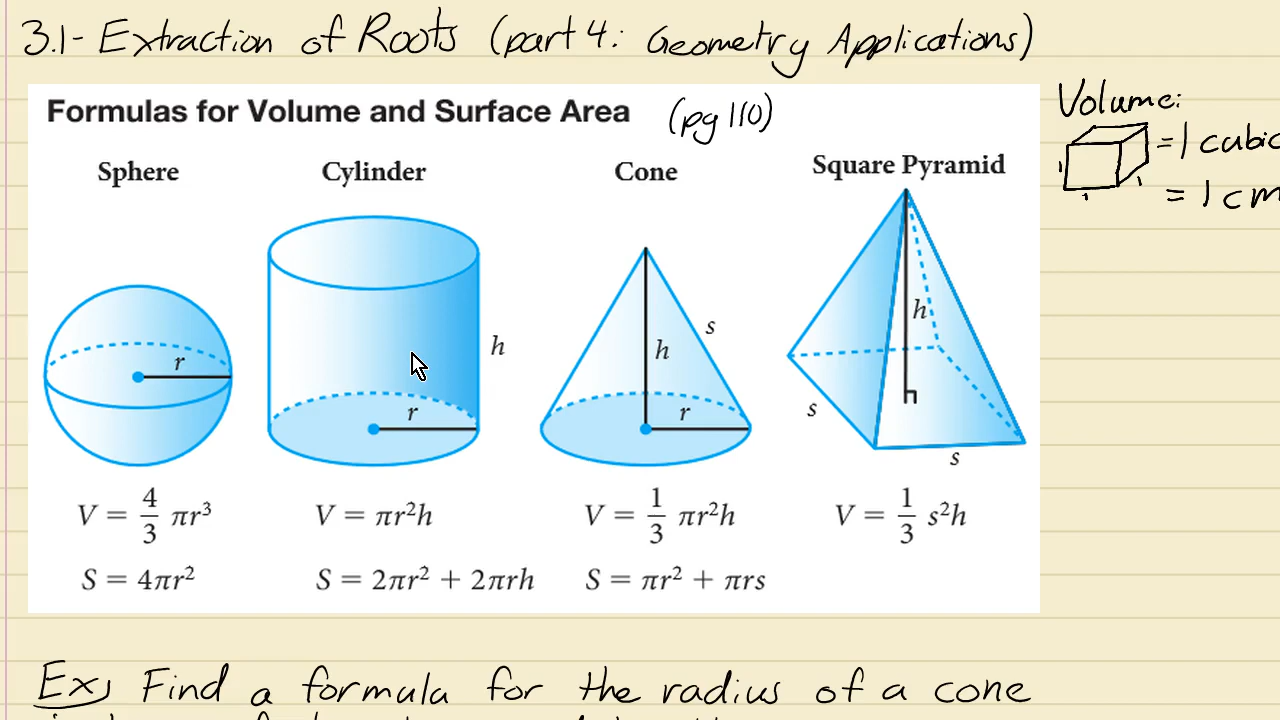 3.1- Extraction of Roots (part 4: Geometry Applications)
Formulas for Volume and Surface Area (pg 110)
Volume:
= 1 cubic
= 1 cm
Sphere Cylinder Cone Square Pyramid
r
h
r
h
s
r
h
s
s
V = 4/3 πr³ V = πr²h V = 1/3 πr²h V = 1/3 s²h
S = 4πr² S = 2πr² + 2πrh S = πr² + πrs
Ex, Find a formula for the radius of a cone